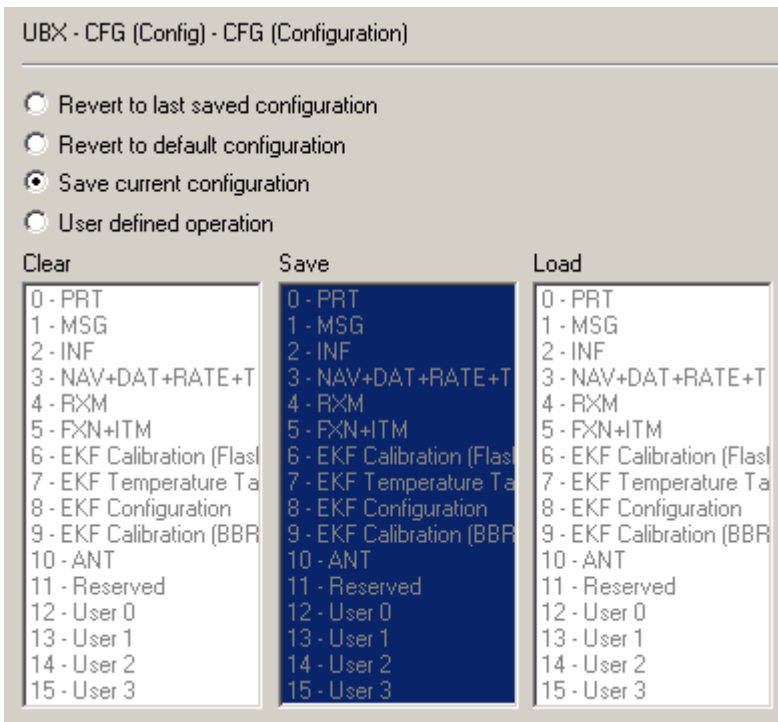 UBX - CFG (Config) - CFG (Configuration)
Revert to last saved configuration
Revert to default configuration
Save current configuration
User defined operation
Clear
0 - PRT
1 - MSG
2 - INF
3 - NAV+DAT+RATE+T
4 - RXM
5 - FXN+ITM
6 - EKF Calibration (Flas
7 - EKF Temperature Ta
8 - EKF Configuration
9 - EKF Calibration (BBR
10 - ANT
11 - Reserved
12 - User 0
13 - User 1
14 - User 2
15 - User 3
Save
0 - PRT
1 - MSG
2 - INF
3 - NAV+DAT+RATE+T
4 - RXM
5 - FXN+ITM
6 - EKF Calibration (Flas
7 - EKF Temperature Ta
8 - EKF Configuration
9 - EKF Calibration (BBR
10 - ANT
11 - Reserved
12 - User 0
13 - User 1
14 - User 2
15 - User 3
Load
0 - PRT
1 - MSG
2 - INF
3 - NAV+DAT+RATE+T
4 - RXM
5 - FXN+ITM
6 - EKF Calibration (Flas
7 - EKF Temperature Ta
8 - EKF Configuration
9 - EKF Calibration (BBR
10 - ANT
11 - Reserved
12 - User 0
13 - User 1
14 - User 2
15 - User 3